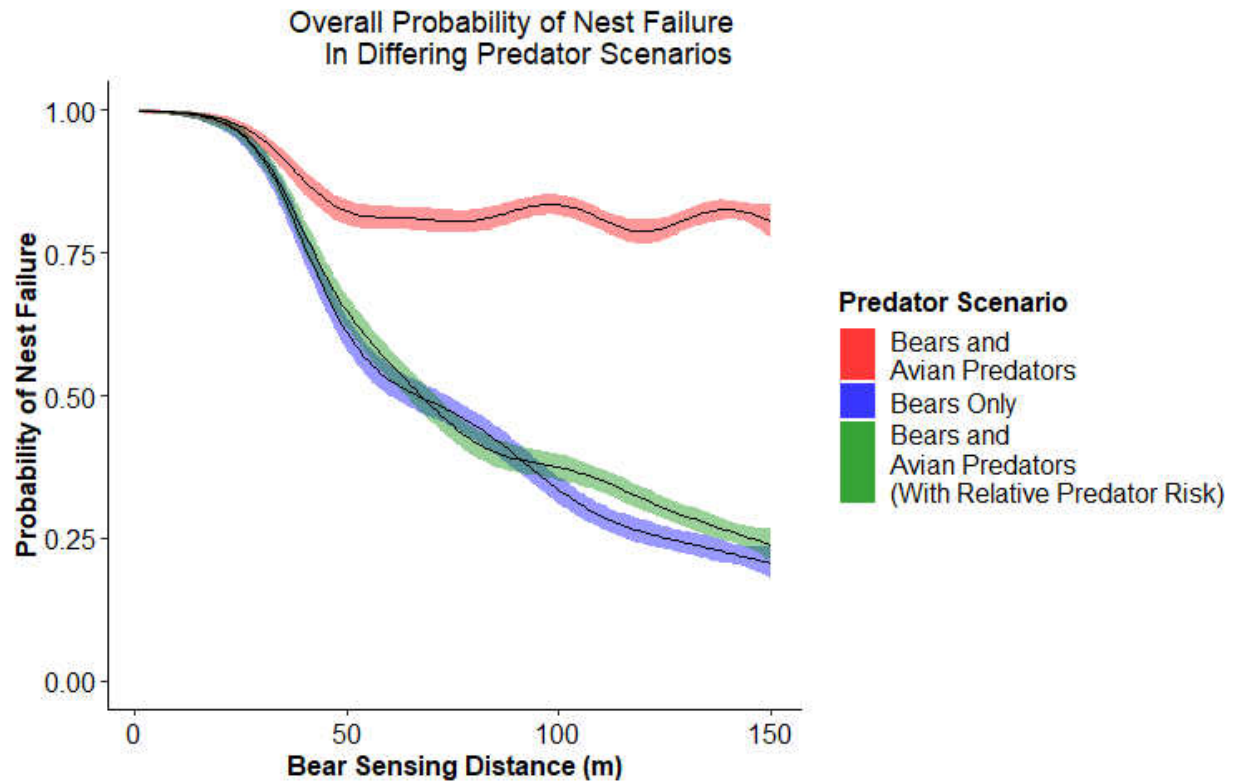 Overall Probability of Nest Failure
In Differing Predator Scenarios
Probability of Nest Failure
1.00
0.75
0.50
0.25
0.00
0
50
100
150
Bear Sensing Distance (m)
Predator Scenario
Bears and
Avian Predators
Bears Only
Bears and
Avian Predators
(With Relative Predator Risk)